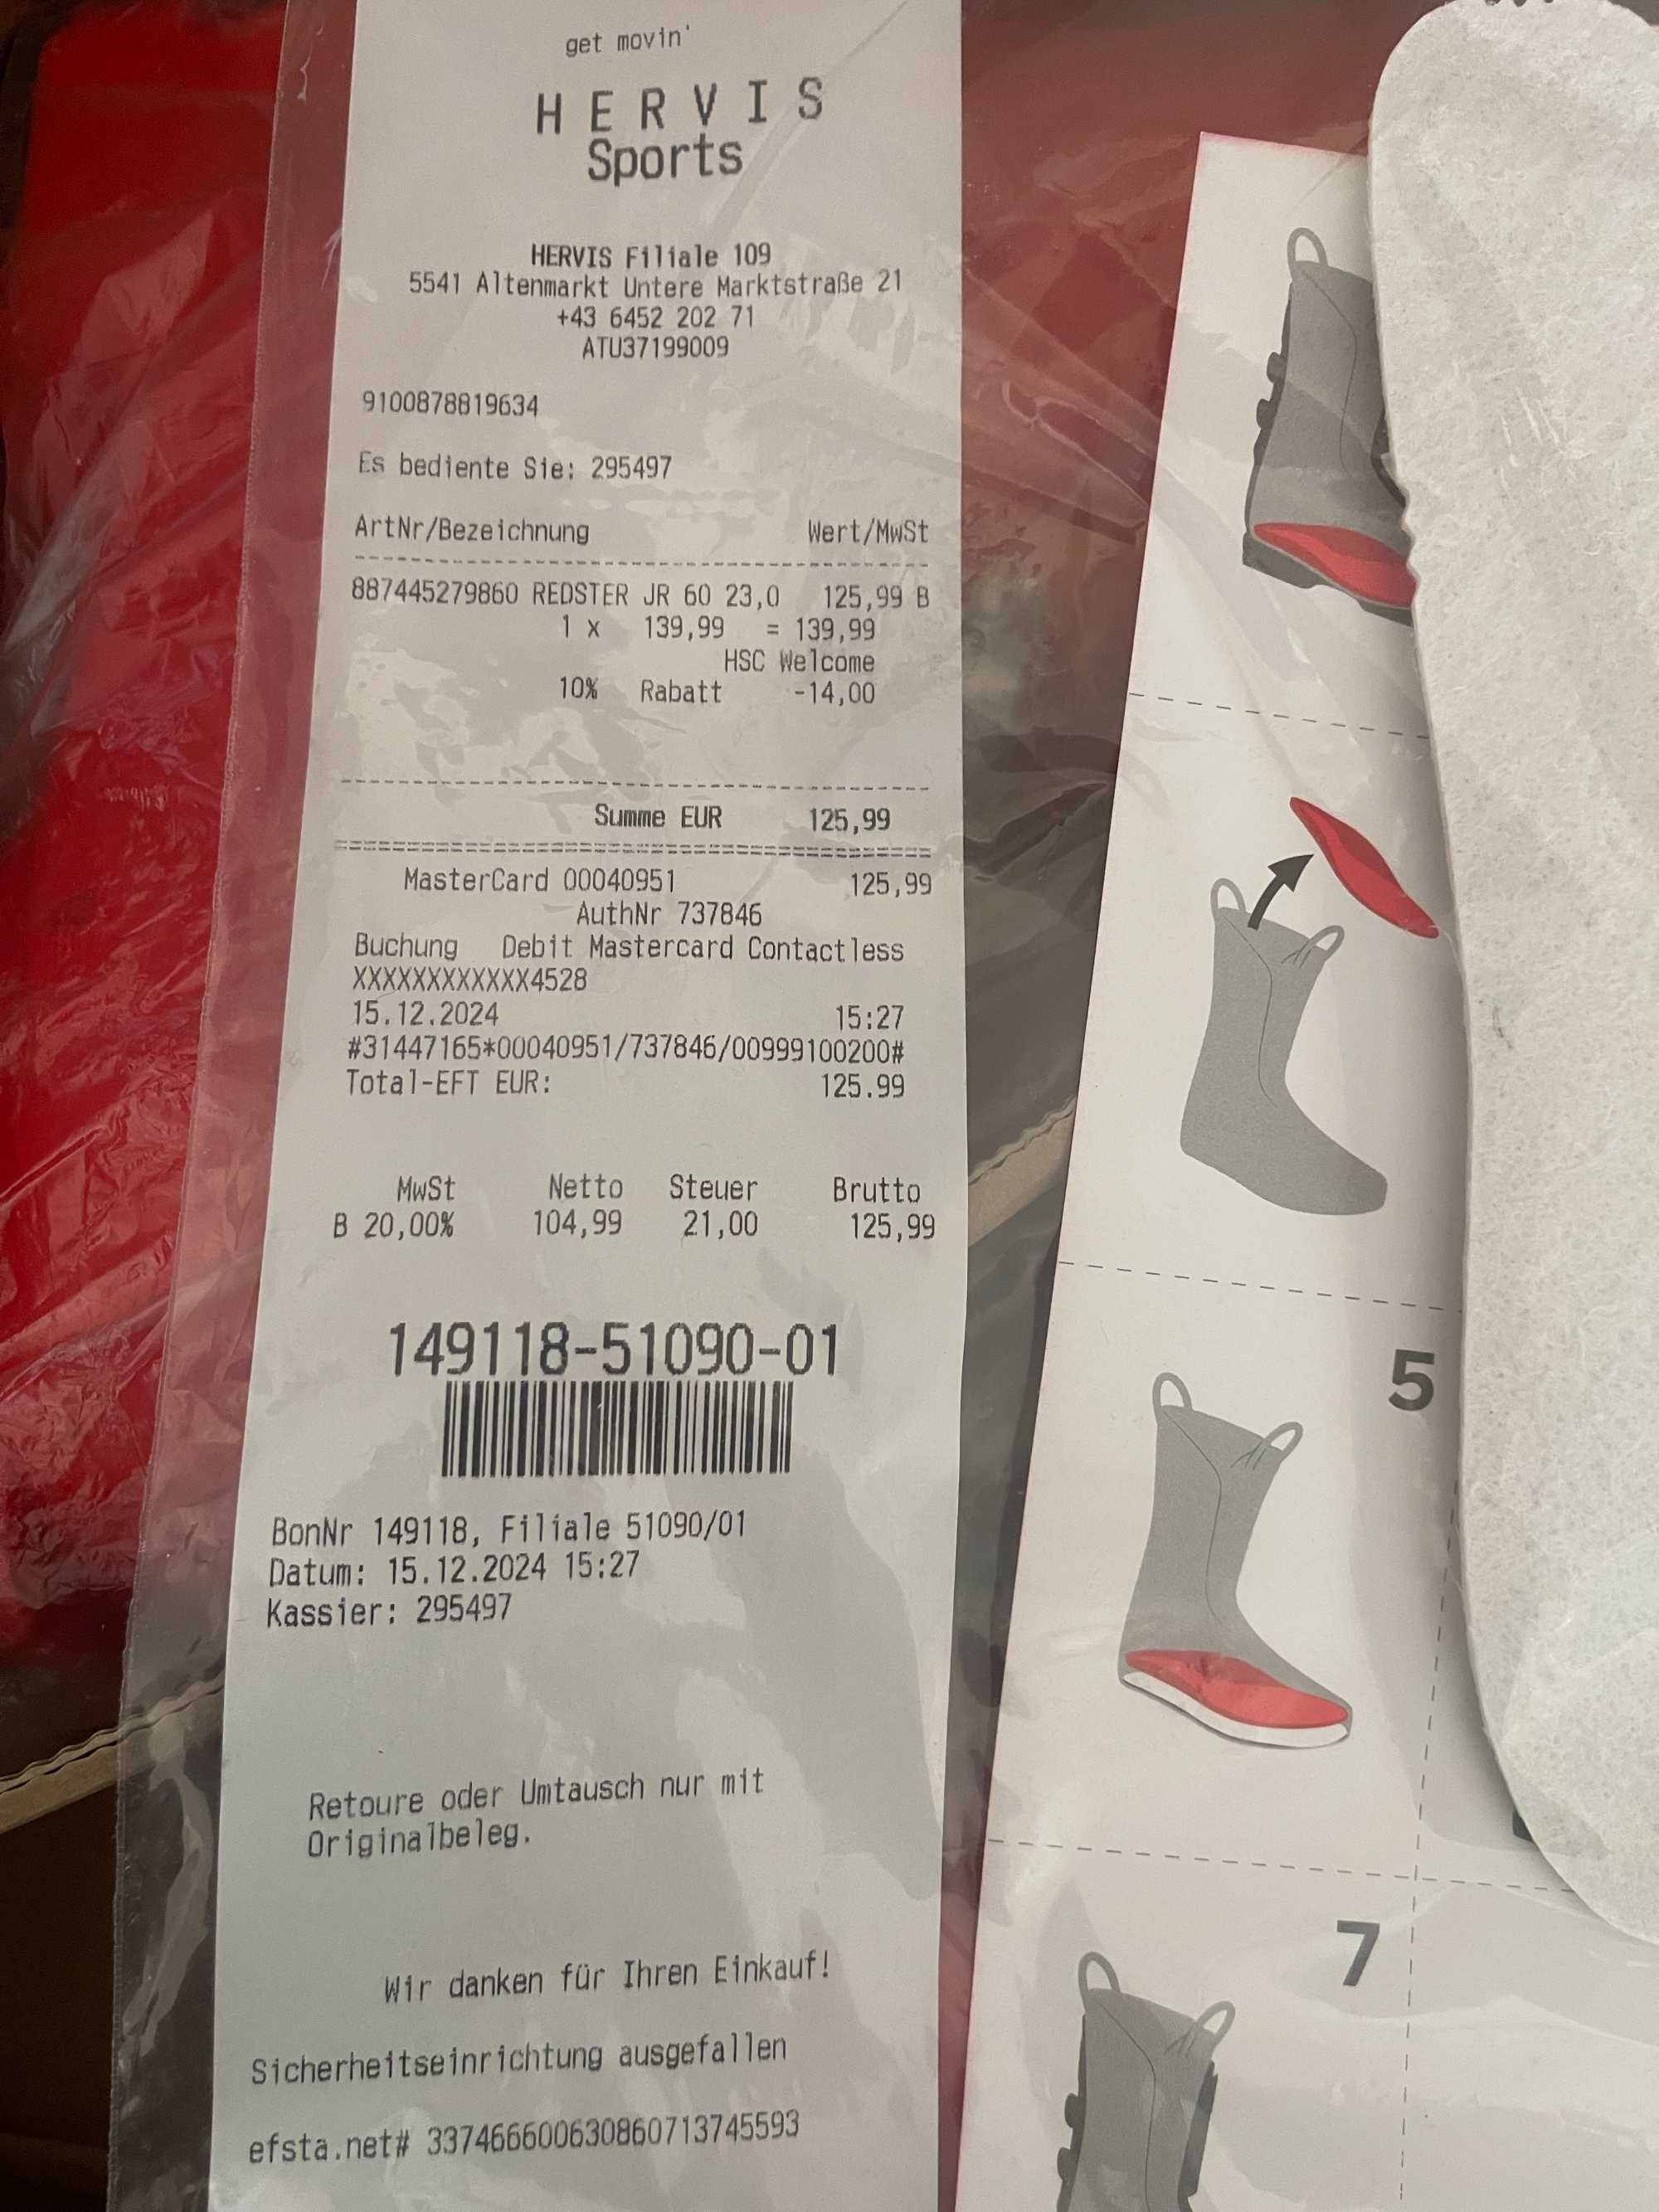 get movin'
HERVIS
Sports
HERVIS Filiale 109
5541 Altenmarkt Untere Marktstraße 21
+43 6452 202 71
ATU37199009
9100878819634
Es bediente Sie: 295497
ArtNr/Bezeichnung Wert/MwSt
887445279860 REDSTER JR 60 23,0 125,99 B
1 x 139,99 = 139,99
HSC Welcome
10% Rabatt -14,00
Summe EUR 125,99
MasterCard 00040951 125,99
AuthNr 737846
Buchung Debit Mastercard Contactless
XXXXXXXXXXXX4528
15.12.2024 15:27
#31447165*00040951/737846/00999100200#
Total-EFT EUR: 125.99
MwSt Netto Steuer Brutto
B 20,00% 104,99 21,00 125,99
149118-51090-01
BonNr 149118, Filiale 51090/01
Datum: 15.12.2024 15:27
Kassier: 295497
Retoure oder Umtausch nur mit
Originalbeleg.
Wir danken für Ihren Einkauf!
Sicherheitseinrichtung ausgefallen
efsta.net# 337466600630860713745593
5
7